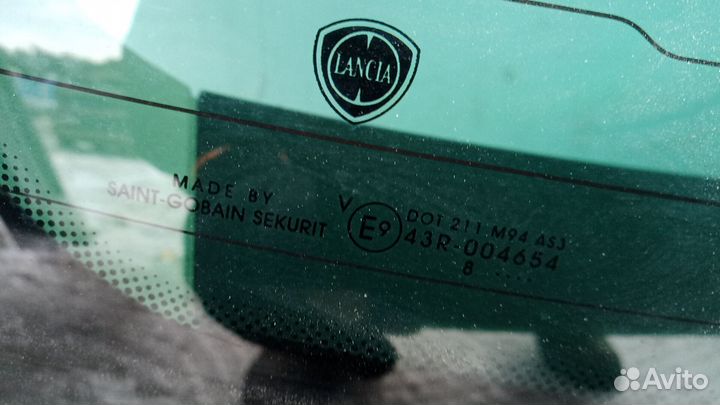 LANCIA
MADE BY
SAINT-GOBAIN SEKURIT
V
E9
DOT 211 M94 AS3
43R-004654
8 ....
Avito